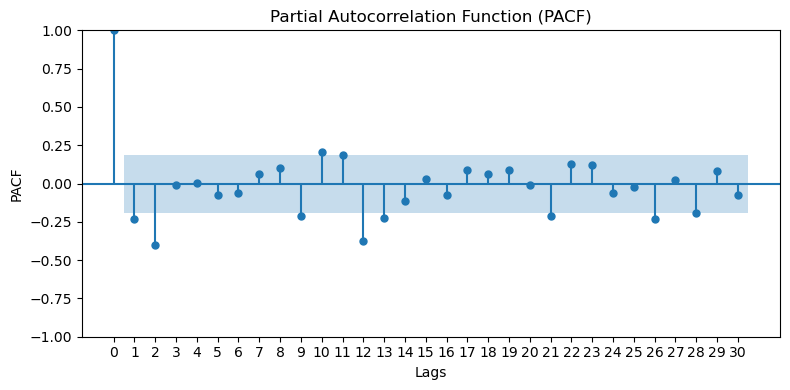 Partial Autocorrelation Function (PACF)
1.00
0.75
0.50
0.25
0.00
−0.25
−0.50
−0.75
−1.00
PACF
0 1 2 3 4 5 6 7 8 9 10 11 12 13 14 15 16 17 18 19 20 21 22 23 24 25 26 27 28 29 30
Lags